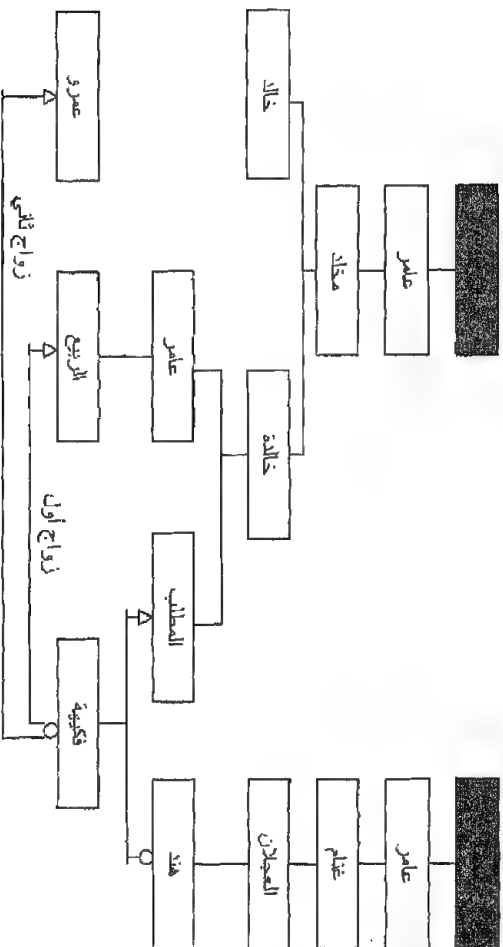 عامر
عامر
غنام
مخلد
العجلان
خالدة
خالد
هند
المطلب
عامر
فكيهة
الربيع
عمرو
زواج أول
زواج ثاني